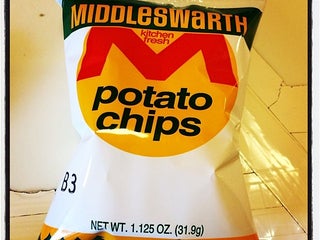 MIDDLESWARTH
kitchen
fresh
M
potato
chips
B3
NET WT. 1.125 OZ. (31.9g)